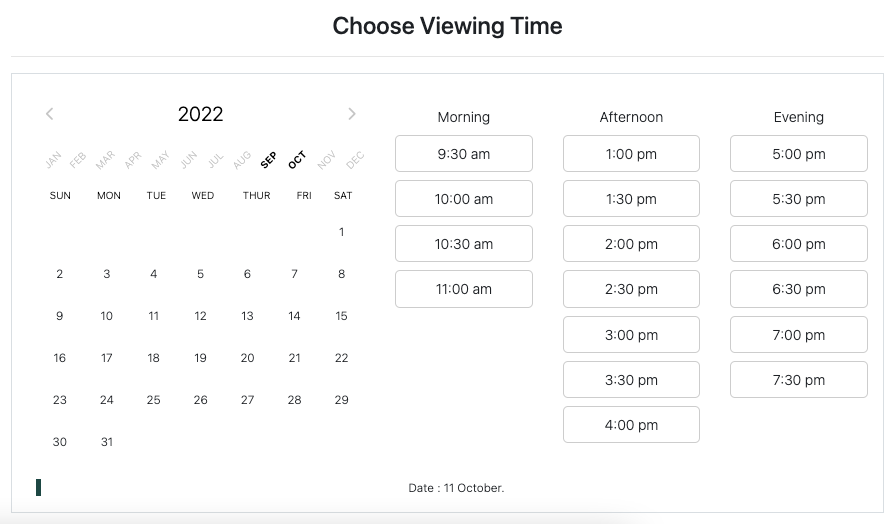 Choose Viewing Time
2022
JAN FEB MAR APR MAY JUN JUL AUG SEP OCT NOV DEC
SUN MON TUE WED THUR FRI SAT
1
2 3 4 5 6 7 8
9 10 11 12 13 14 15
16 17 18 19 20 21 22
23 24 25 26 27 28 29
30 31
Morning
9:30 am
10:00 am
10:30 am
11:00 am
Afternoon
1:00 pm
1:30 pm
2:00 pm
2:30 pm
3:00 pm
3:30 pm
4:00 pm
Evening
5:00 pm
5:30 pm
6:00 pm
6:30 pm
7:00 pm
7:30 pm
Date : 11 October.